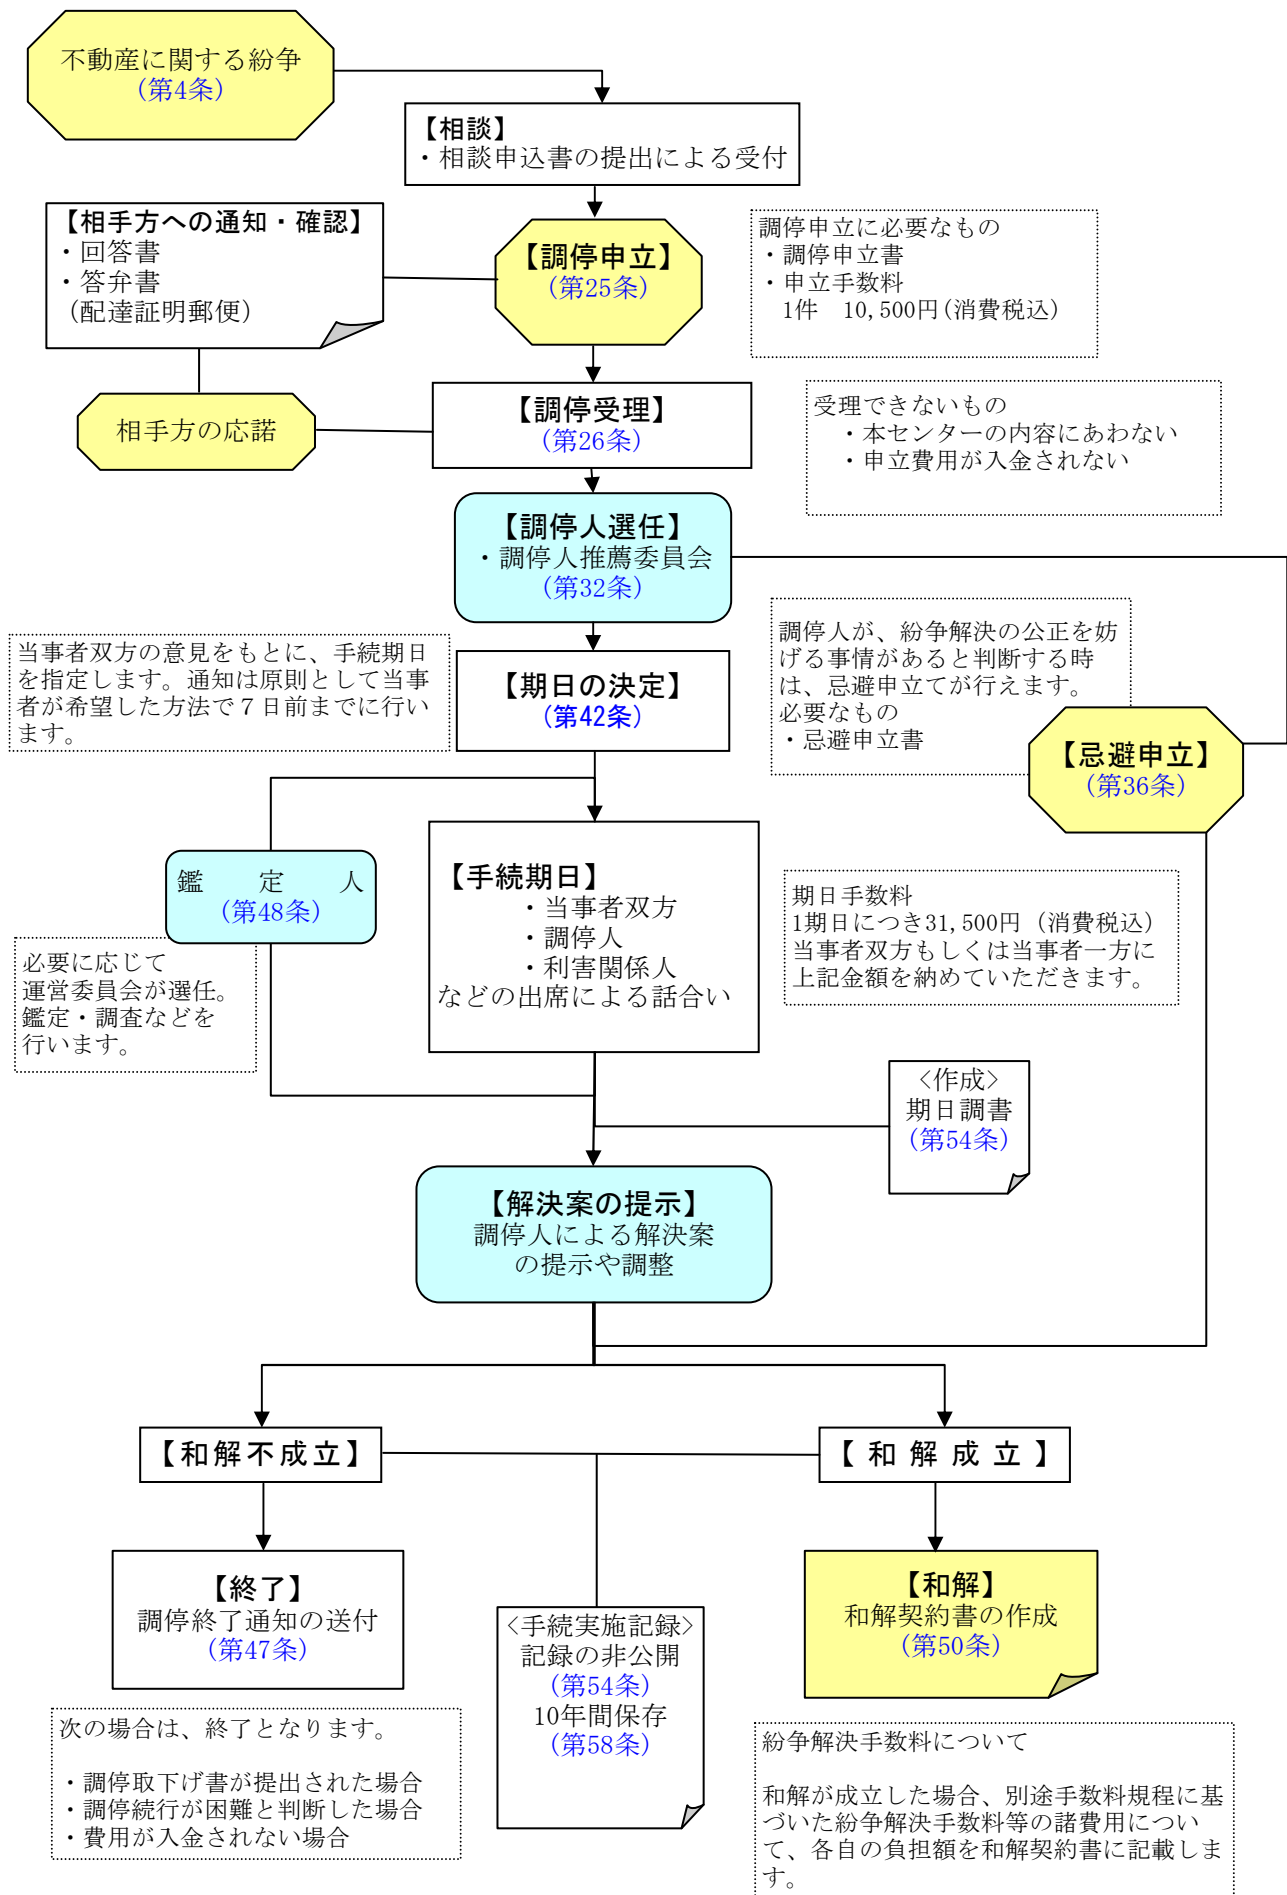 不動産に関する紛争
(第4条)
【相談】
・相談申込書の提出による受付
【相手方への通知・確認】
・回答書
・答弁書
(配達証明郵便)
【調停申立】
(第25条)
調停申立に必要なもの
・調停申立書
・申立手数料
1件　10,500円(消費税込)
相手方の応諾
【調停受理】
(第26条)
受理できないもの
・本センターの内容にあわない
・申立費用が入金されない
【調停人選任】
・調停人推薦委員会
(第32条)
当事者双方の意見をもとに、手続期日
を指定します。通知は原則として当事
者が希望した方法で７日前までに行い
ます。
【期日の決定】
(第42条)
調停人が、紛争解決の公正を妨
げる事情があると判断する時
は、忌避申立てが行えます。
必要なもの
・忌避申立書
【忌避申立】
(第36条)
鑑　定　人
(第48条)
必要に応じて
運営委員会が選任。
鑑定・調査などを
行います。
【手続期日】
・当事者双方
・調停人
・利害関係人
などの出席による話合い
期日手数料
1期日につき31,500円 (消費税込)
当事者双方もしくは当事者一方に
上記金額を納めていただきます。
<作成>
期日調書
(第54条)
【解決案の提示】
調停人による解決案
の提示や調整
【和解不成立】
【和解成立】
【終了】
調停終了通知の送付
(第47条)
<手続実施記録>
記録の非公開
(第54条)
10年間保存
(第58条)
【和解】
和解契約書の作成
(第50条)
次の場合は、終了となります。
・調停取下げ書が提出された場合
・調停続行が困難と判断した場合
・費用が入金されない場合
紛争解決手数料について
和解が成立した場合、別途手数料規程に基
づいた紛争解決手数料等の諸費用につい
て、各自の負担額を和解契約書に記載しま
す。